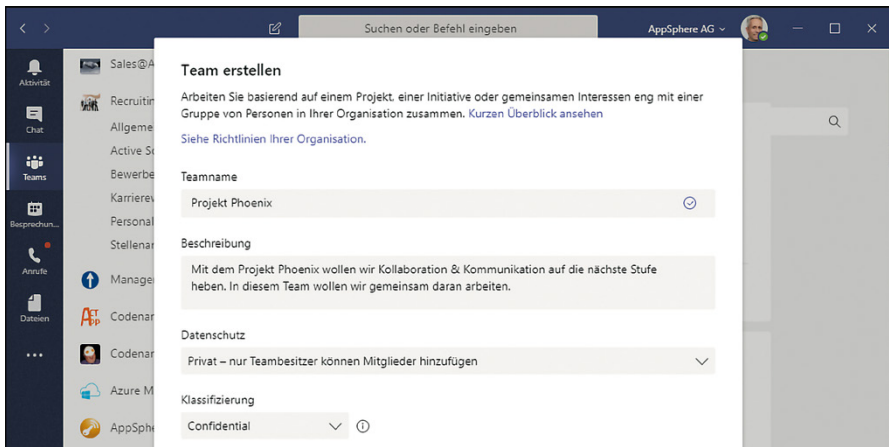 Suchen oder Befehl eingeben
AppSphere AG
Aktivität
Chat
Teams
Besprechun...
Anrufe
Dateien
Sales@A
Recruitin
Allgeme
Active So
Bewerbe
Karrierev
Personal
Stellenar
Manage
Codenar
Codenar
Azure M
AppSphe
Team erstellen
Arbeiten Sie basierend auf einem Projekt, einer Initiative oder gemeinsamen Interessen eng mit einer
Gruppe von Personen in Ihrer Organisation zusammen. Kurzen Überblick ansehen
Siehe Richtlinien Ihrer Organisation.
Teamname
Projekt Phoenix
Beschreibung
Mit dem Projekt Phoenix wollen wir Kollaboration & Kommunikation auf die nächste Stufe
heben. In diesem Team wollen wir gemeinsam daran arbeiten.
Datenschutz
Privat – nur Teambesitzer können Mitglieder hinzufügen
Klassifizierung
Confidential